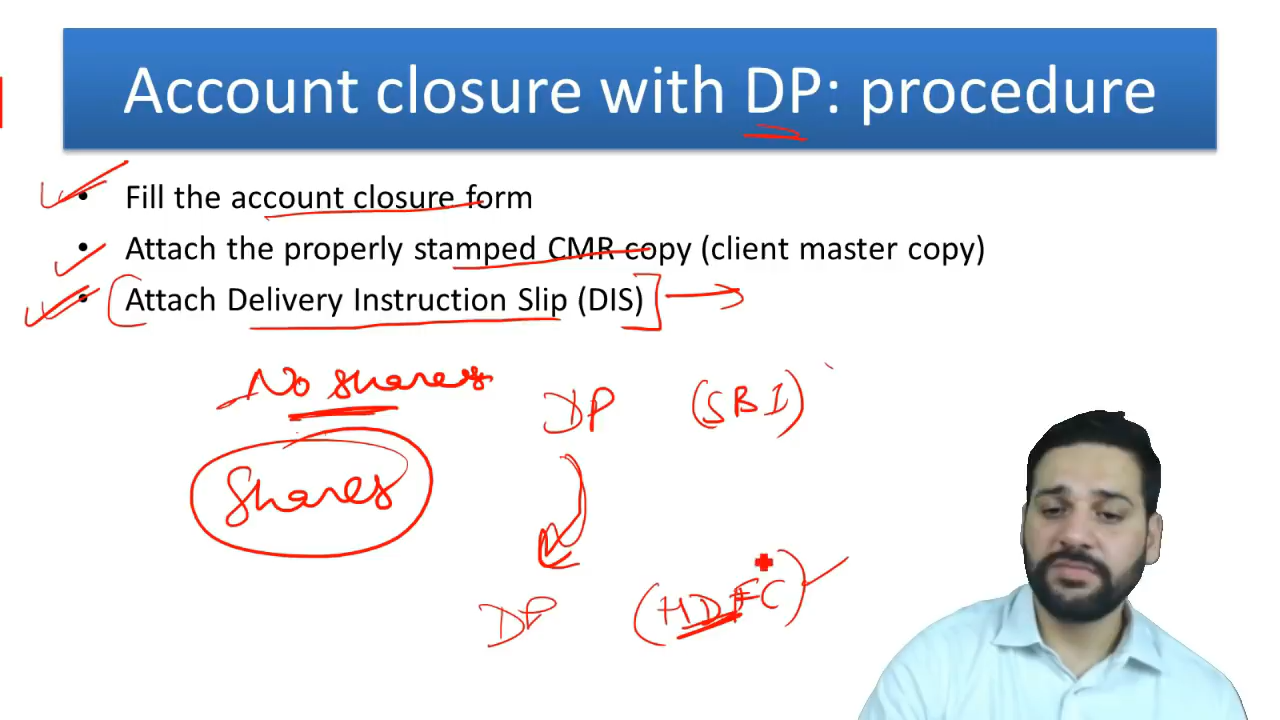 Account closure with DP: procedure
• Fill the account closure form
• Attach the properly stamped CMR copy (client master copy)
• Attach Delivery Instruction Slip (DIS)
No shares
DP (SBI)
Shares
DP (HDFC)